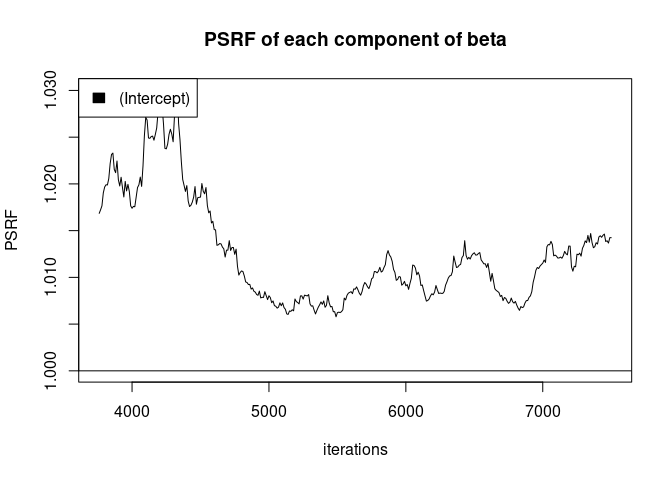 PSRF of each component of beta
(Intercept)
PSRF
1.030
1.020
1.010
1.000
4000 5000 6000 7000
iterations